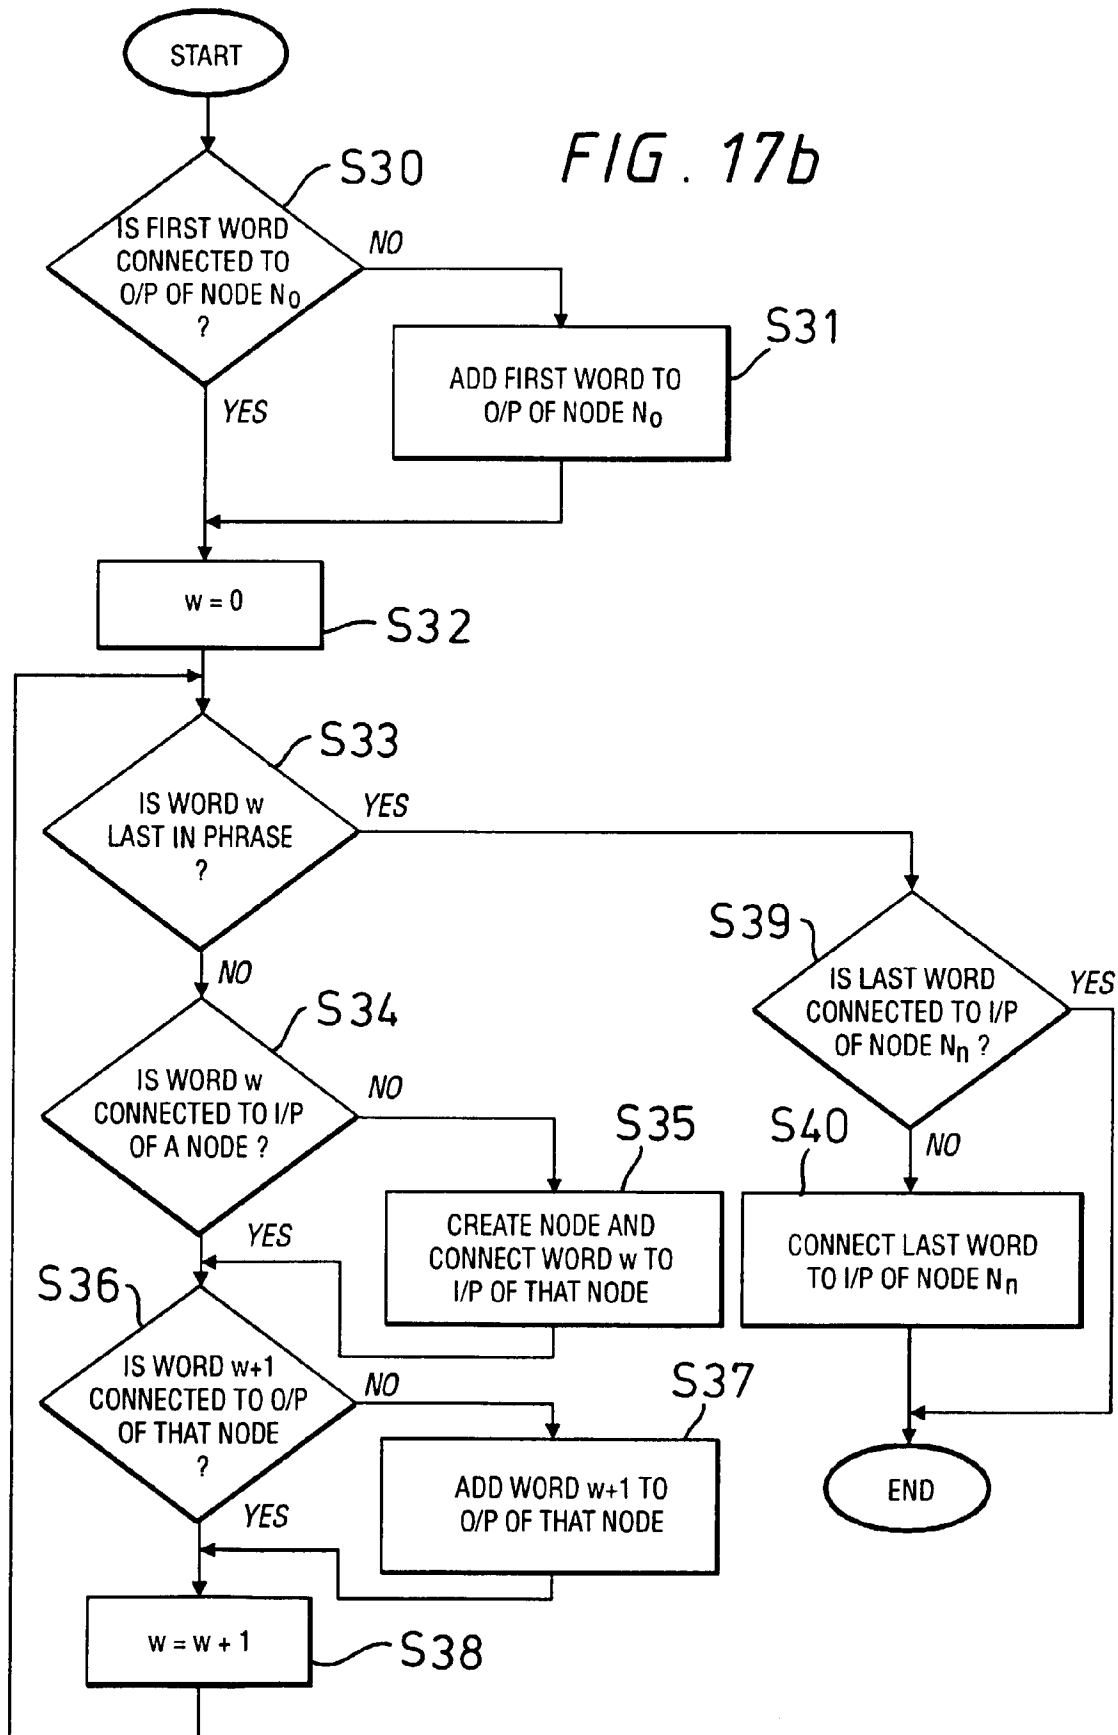 START
FIG. 17b
S30
IS FIRST WORD
CONNECTED TO
O/P OF NODE N₀
?
NO
YES
S31
ADD FIRST WORD TO
O/P OF NODE N₀
w = 0
S32
S33
IS WORD w
LAST IN PHRASE
?
YES
NO
S39
IS LAST WORD
CONNECTED TO I/P
OF NODE Nₙ ?
YES
NO
S34
IS WORD w
CONNECTED TO I/P
OF A NODE ?
NO
YES
S35
CREATE NODE AND
CONNECT WORD w TO
I/P OF THAT NODE
S40
CONNECT LAST WORD
TO I/P OF NODE Nₙ
S36
IS WORD w+1
CONNECTED TO O/P
OF THAT NODE
?
NO
YES
S37
ADD WORD w+1 TO
O/P OF THAT NODE
END
w = w + 1
S38